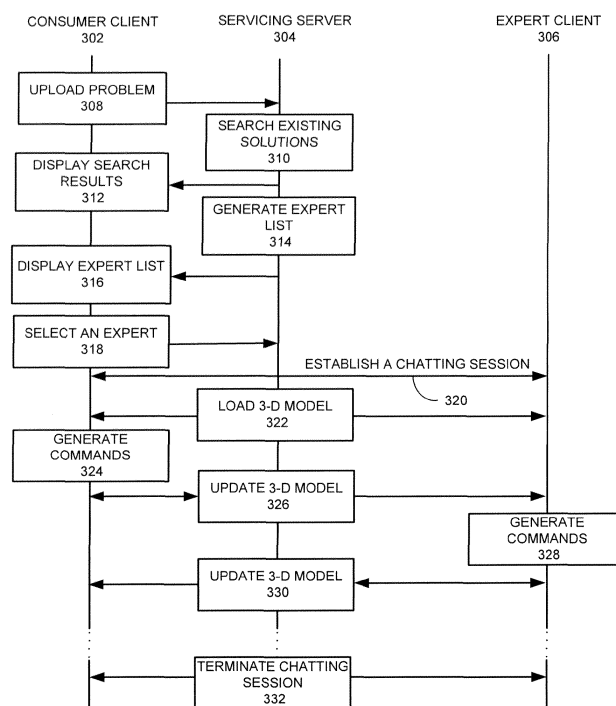 CONSUMER CLIENT
302
SERVICING SERVER
304
EXPERT CLIENT
306
UPLOAD PROBLEM
308
SEARCH EXISTING
SOLUTIONS
310
DISPLAY SEARCH
RESULTS
312
GENERATE EXPERT
LIST
314
DISPLAY EXPERT LIST
316
SELECT AN EXPERT
318
ESTABLISH A CHATTING SESSION
320
LOAD 3-D MODEL
322
GENERATE
COMMANDS
324
UPDATE 3-D MODEL
326
GENERATE
COMMANDS
328
UPDATE 3-D MODEL
330
TERMINATE CHATTING
SESSION
332